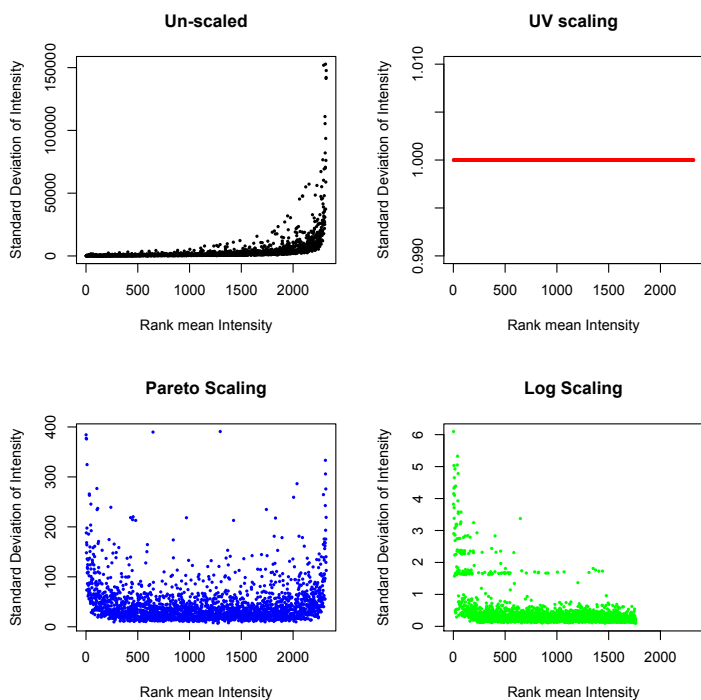 Un-scaled
Standard Deviation of Intensity
150000
100000
50000
0
0 500 1000 1500 2000
Rank mean Intensity
UV scaling
Standard Deviation of Intensity
1.010
1.000
0.990
0 500 1000 1500 2000
Rank mean Intensity
Pareto Scaling
Standard Deviation of Intensity
400
300
200
100
0
0 500 1000 1500 2000
Rank mean Intensity
Log Scaling
Standard Deviation of Intensity
6
5
4
3
2
1
0
0 500 1000 1500 2000
Rank mean Intensity